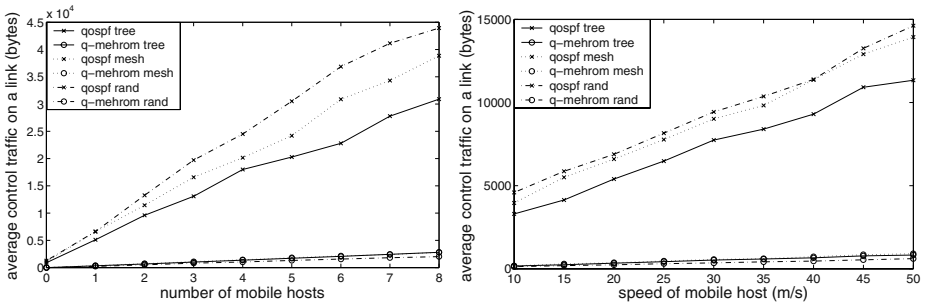 x 10⁴
4.5
4
3.5
3
2.5
2
1.5
1
0.5
0
average control traffic on a link (bytes)
qospf tree
q−mehrom tree
qospf mesh
q−mehrom mesh
qospf rand
q−mehrom rand
0 1 2 3 4 5 6 7 8
number of mobile hosts
15000
10000
5000
0
average control traffic on a link (bytes)
qospf tree
q−mehrom tree
qospf mesh
q−mehrom mesh
qospf rand
q−mehrom rand
10 15 20 25 30 35 40 45 50
speed of mobile host (m/s)